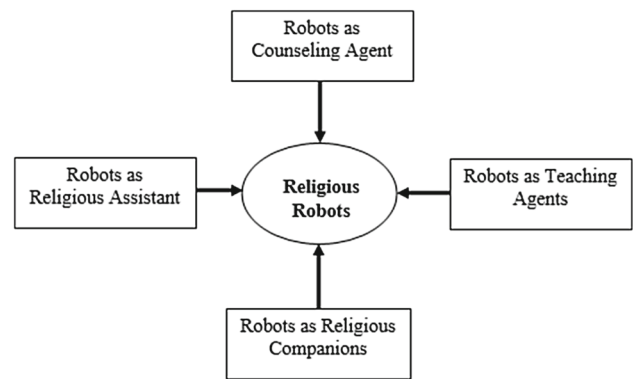 Robots as
Counseling Agent
Robots as
Religious Assistant
Religious
Robots
Robots as Teaching
Agents
Robots as Religious
Companions